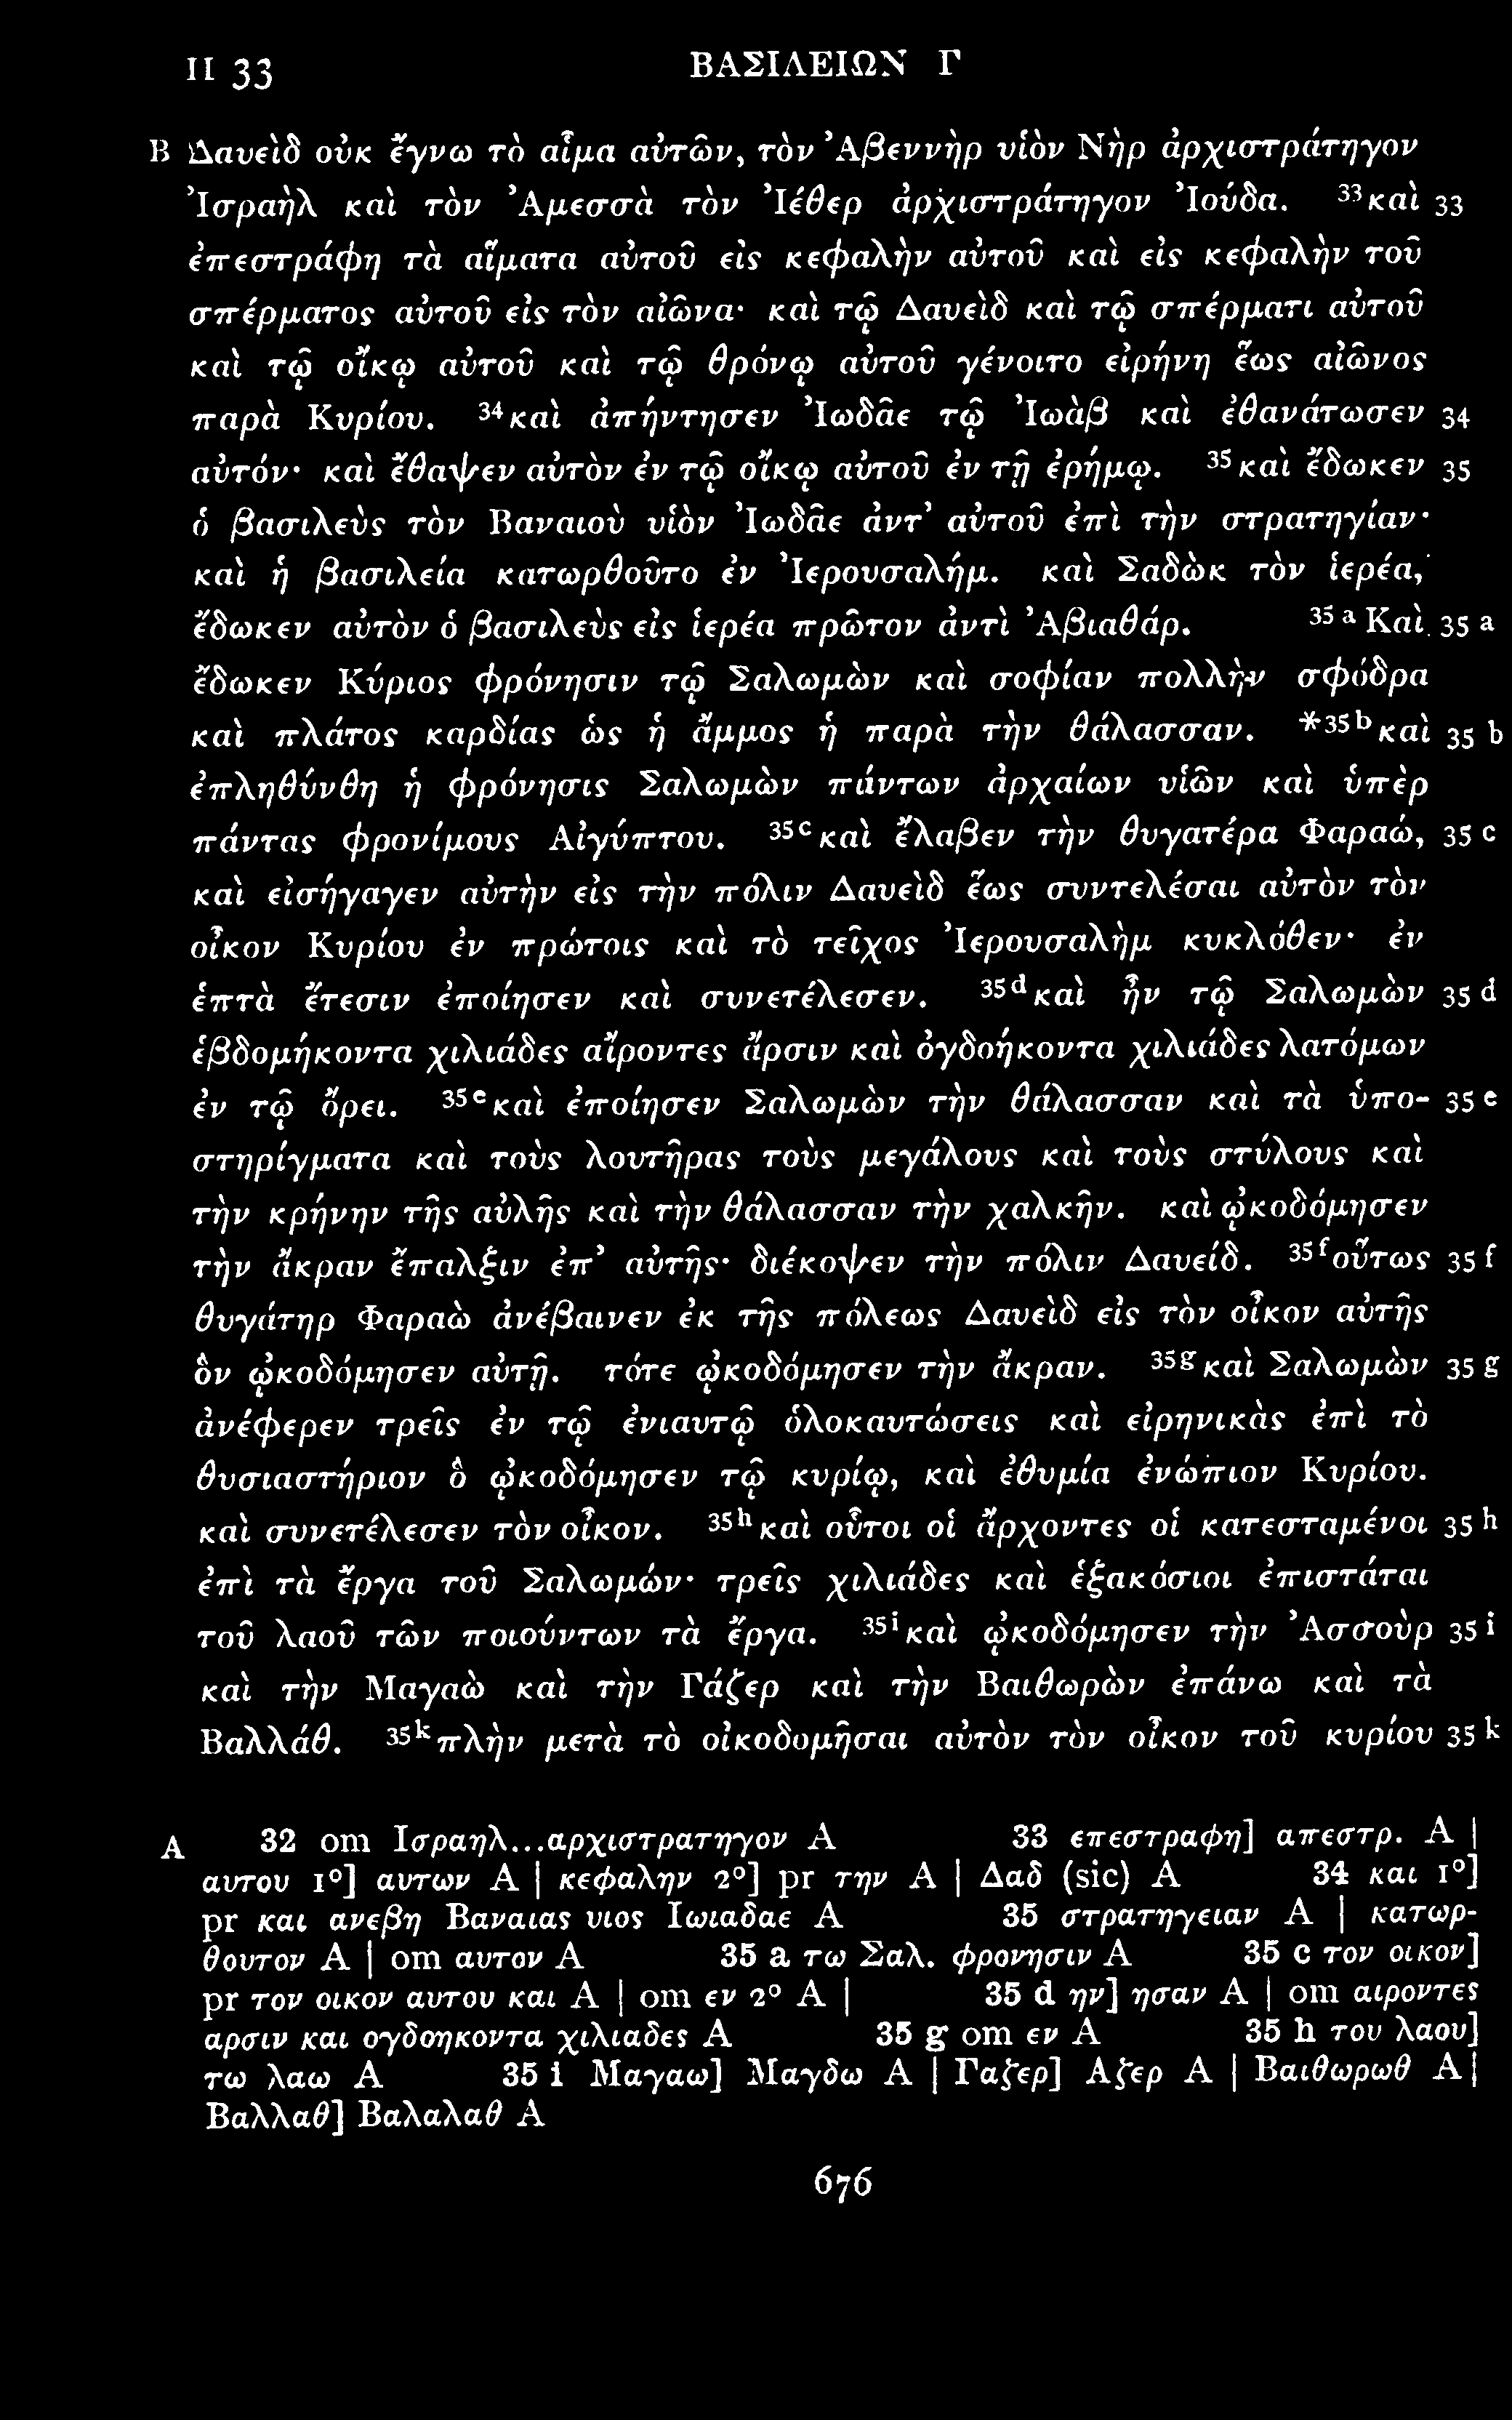 II 33 ΒΑΣΙΛΕΙΩΝ Γ
B Δαυεὶδ οὐκ ἔγνω τὸ αἷμα αὐτῶν, τὸν Ἀβεννὴρ υἱὸν Νὴρ ἀρχιστράτηγον
Ἰσραὴλ καὶ τὸν Ἀμεσσὰ τὸν Ἰέθερ ἀρχιστράτηγον Ἰούδα. ³³καὶ 33
ἐπεστράφη τὰ αἵματα αὐτοῦ εἰς κεφαλὴν αὐτοῦ καὶ εἰς κεφαλὴν τοῦ
σπέρματος αὐτοῦ εἰς τὸν αἰῶνα· καὶ τῷ Δαυεὶδ καὶ τῷ σπέρματι αὐτοῦ
καὶ τῷ οἴκῳ αὐτοῦ καὶ τῷ θρόνῳ αὐτοῦ γένοιτο εἰρήνη ἕως αἰῶνος
παρὰ Κυρίου. ³⁴καὶ ἀπήντησεν Ἰωδᾶε τῷ Ἰωὰβ καὶ ἐθανάτωσεν 34
αὐτόν· καὶ ἔθαψεν αὐτὸν ἐν τῷ οἴκῳ αὐτοῦ ἐν τῇ ἐρήμῳ. ³⁵καὶ ἔδωκεν 35
ὁ βασιλεὺς τὸν Βαναιοὺ υἱὸν Ἰωδᾶε ἀντ’ αὐτοῦ ἐπὶ τὴν στρατηγίαν·
καὶ ἡ βασιλεία κατωρθοῦτο ἐν Ἰερουσαλήμ. καὶ Σαδὼκ τὸν ἱερέα,
ἔδωκεν αὐτὸν ὁ βασιλεὺς εἰς ἱερέα πρῶτον ἀντὶ Ἀβιαθάρ. ³⁵ᵃΚαὶ 35 a
ἔδωκεν Κύριος φρόνησιν τῷ Σαλωμὼν καὶ σοφίαν πολλὴν σφόδρα
καὶ πλάτος καρδίας ὡς ἡ ἄμμος ἡ παρὰ τὴν θάλασσαν. *³⁵ᵇκαὶ 35 b
ἐπληθύνθη ἡ φρόνησις Σαλωμὼν πάντων ἀρχαίων υἱῶν καὶ ὑπὲρ
πάντας φρονίμους Αἰγύπτου. ³⁵ᶜκαὶ ἔλαβεν τὴν θυγατέρα Φαραώ, 35 c
καὶ εἰσήγαγεν αὐτὴν εἰς τὴν πόλιν Δαυεὶδ ἕως συντελέσαι αὐτὸν τὸν
οἶκον Κυρίου ἐν πρώτοις καὶ τὸ τεῖχος Ἰερουσαλὴμ κυκλόθεν· ἐν
ἑπτὰ ἔτεσιν ἐποίησεν καὶ συνετέλεσεν. ³⁵ᵈκαὶ ἦν τῷ Σαλωμὼν 35 d
ἑβδομήκοντα χιλιάδες αἴροντες ἄρσιν καὶ ὀγδοήκοντα χιλιάδες λατόμων
ἐν τῷ ὄρει. ³⁵ᵉκαὶ ἐποίησεν Σαλωμὼν τὴν θάλασσαν καὶ τὰ ὑπο- 35 e
στηρίγματα καὶ τοὺς λουτῆρας τοὺς μεγάλους καὶ τοὺς στύλους καὶ
τὴν κρήνην τῆς αὐλῆς καὶ τὴν θάλασσαν τὴν χαλκῆν. καὶ ᾠκοδόμησεν
τὴν ἄκραν ἔπαλξιν ἐπ’ αὐτῆς· διέκοψεν τὴν πόλιν Δαυείδ. ³⁵ᶠοὕτως 35 f
θυγάτηρ Φαραὼ ἀνέβαινεν ἐκ τῆς πόλεως Δαυεὶδ εἰς τὸν οἶκον αὐτῆς
ὃν ᾠκοδόμησεν αὐτῇ. τότε ᾠκοδόμησεν τὴν ἄκραν. ³⁵ᵍκαὶ Σαλωμὼν 35 g
ἀνέφερεν τρεῖς ἐν τῷ ἐνιαυτῷ ὁλοκαυτώσεις καὶ εἰρηνικὰς ἐπὶ τὸ
θυσιαστήριον ὃ ᾠκοδόμησεν τῷ κυρίῳ, καὶ ἐθυμία ἐνώπιον Κυρίου.
καὶ συνετέλεσεν τὸν οἶκον. ³⁵ʰκαὶ οὗτοι οἱ ἄρχοντες οἱ κατεσταμένοι 35 h
ἐπὶ τὰ ἔργα τοῦ Σαλωμών· τρεῖς χιλιάδες καὶ ἑξακόσιοι ἐπιστάται
τοῦ λαοῦ τῶν ποιούντων τὰ ἔργα. ³⁵ⁱκαὶ ᾠκοδόμησεν τὴν Ἀσσοὺρ 35 i
καὶ τὴν Μαγαὼ καὶ τὴν Γάζερ καὶ τὴν Βαιθωρὼν ἐπάνω καὶ τὰ
Βαλλάθ. ³⁵ᵏπλὴν μετὰ τὸ οἰκοδομῆσαι αὐτὸν τὸν οἶκον τοῦ κυρίου 35 k
A 32 om Ισραηλ...αρχιστρατηγον A 33 επεστραφη] απεστρ. A |
αυτου 1°] αυτων A | κεφαλην 2°] pr την A | Δαδ (sic) A 34 και 1°]
pr και ανεβη Βαναιας υιος Ιωιαδαε A 35 στρατηγειαν A | κατωρ-
θουτον A | om αυτον A 35 a τω Σαλ. φρονησιν A 35 c τον οικον]
pr τον οικον αυτου και A | om εν 2° A | 35 d ην] ησαν A | om αιροντες
αρσιν και ογδοηκοντα χιλιαδες A 35 g om εν A 35 h του λαου]
τω λαω A 35 i Μαγαω] Μαγδω A | Γαζερ] Αζερ A | Βαιθωρωθ A |
Βαλλαθ] Βαλαλαθ A
676